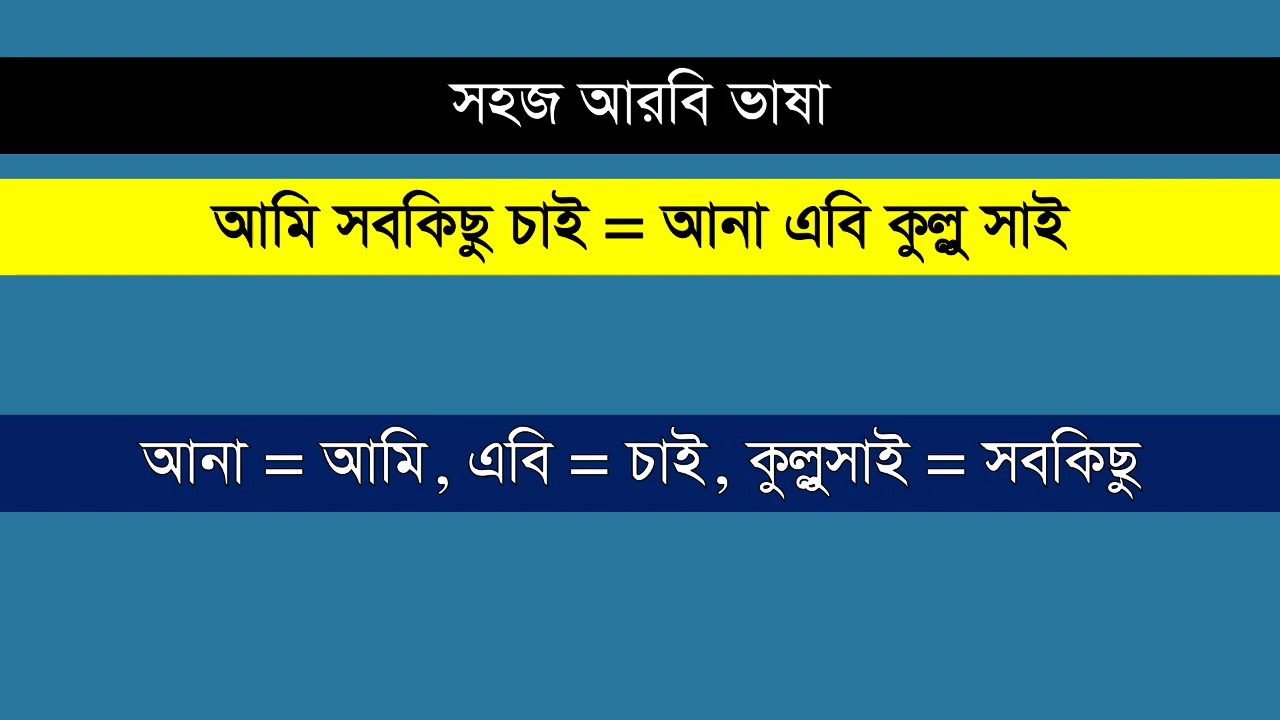 সহজ আরবি ভাষা
আমি সবকিছু চাই = আনা এবি কুল্লু সাই
আনা = আমি, এবি = চাই, কুল্লুসাই = সবকিছু